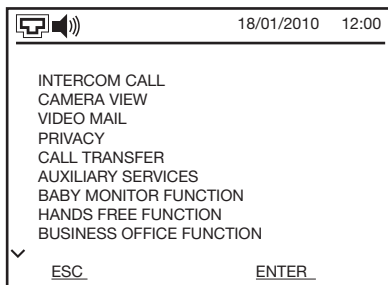 18/01/2010 12:00
INTERCOM CALL
CAMERA VIEW
VIDEO MAIL
PRIVACY
CALL TRANSFER
AUXILIARY SERVICES
BABY MONITOR FUNCTION
HANDS FREE FUNCTION
BUSINESS OFFICE FUNCTION
ESC ENTER